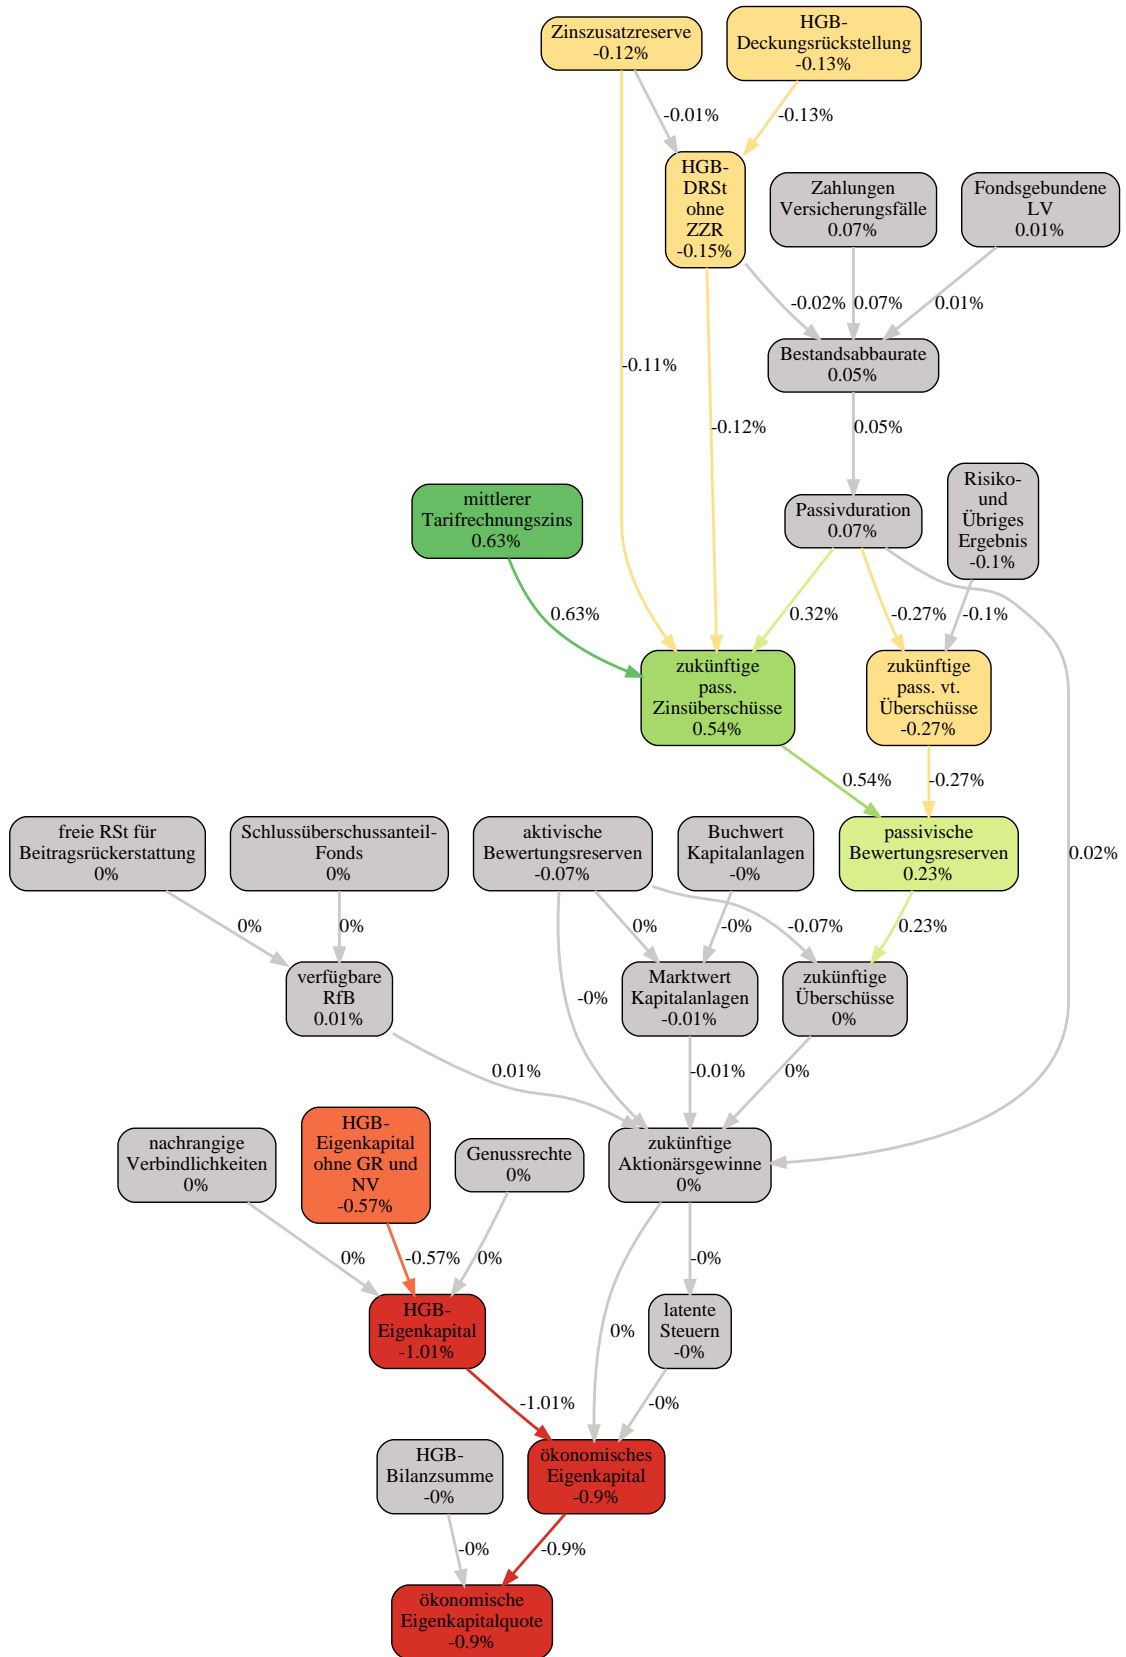 Zinszusatzreserve
-0.12%
HGB-
Deckungsrückstellung
-0.13%
-0.01%
-0.13%
HGB-
DRSt
ohne
ZZR
-0.15%
Zahlungen
Versicherungsfälle
0.07%
Fondsgebundene
LV
0.01%
-0.02%
0.07%
0.01%
-0.11%
Bestandsabbaurate
0.05%
-0.12%
0.05%
mittlerer
Tarifrechnungszins
0.63%
Passivduration
0.07%
Risiko-
und
Übriges
Ergebnis
-0.1%
0.63%
0.32%
-0.27%
-0.1%
zukünftige
pass.
Zinsüberschüsse
0.54%
zukünftige
pass. vt.
Überschüsse
-0.27%
0.54%
-0.27%
freie RSt für
Beitragsrückerstattung
0%
Schlussüberschussanteil-
Fonds
0%
aktivische
Bewertungsreserven
-0.07%
Buchwert
Kapitalanlagen
-0%
passivische
Bewertungsreserven
0.23%
0.02%
0%
0%
0%
-0%
-0.07%
0.23%
verfügbare
RfB
0.01%
-0%
Marktwert
Kapitalanlagen
-0.01%
zukünftige
Überschüsse
0%
0.01%
-0.01%
0%
nachrangige
Verbindlichkeiten
0%
HGB-
Eigenkapital
ohne GR und
NV
-0.57%
Genussrechte
0%
zukünftige
Aktionärsgewinne
0%
0%
-0.57%
0%
-0%
HGB-
Eigenkapital
-1.01%
0%
latente
Steuern
-0%
-1.01%
-0%
HGB-
Bilanzsumme
-0%
ökonomisches
Eigenkapital
-0.9%
-0%
-0.9%
ökonomische
Eigenkapitalquote
-0.9%